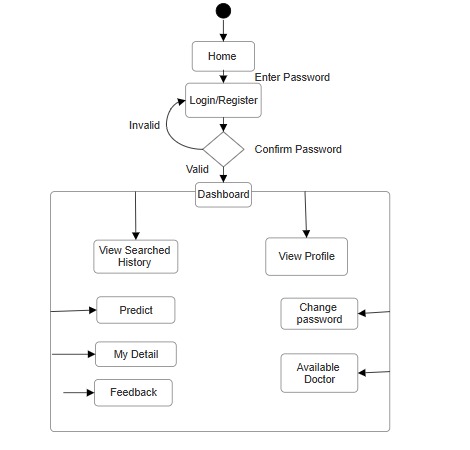 Home
Enter Password
Login/Register
Invalid
Confirm Password
Valid
Dashboard
View Searched
History
View Profile
Predict
Change
password
My Detail
Available
Doctor
Feedback